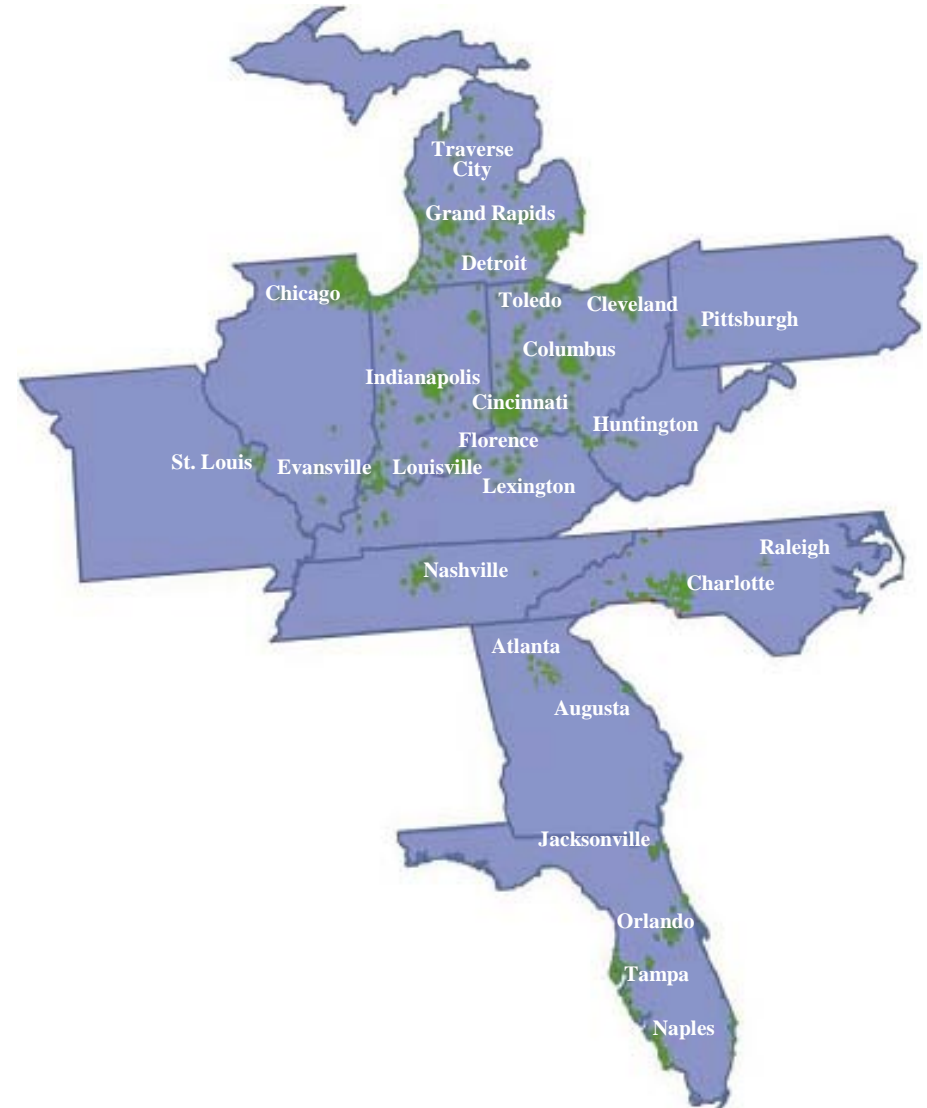 Traverse
City
Grand Rapids
Detroit
Chicago
Toledo
Cleveland
Pittsburgh
Columbus
Indianapolis
Cincinnati
Huntington
Florence
St. Louis
Evansville
Louisville
Lexington
Raleigh
Nashville
Charlotte
Atlanta
Augusta
Jacksonville
Orlando
Tampa
Naples